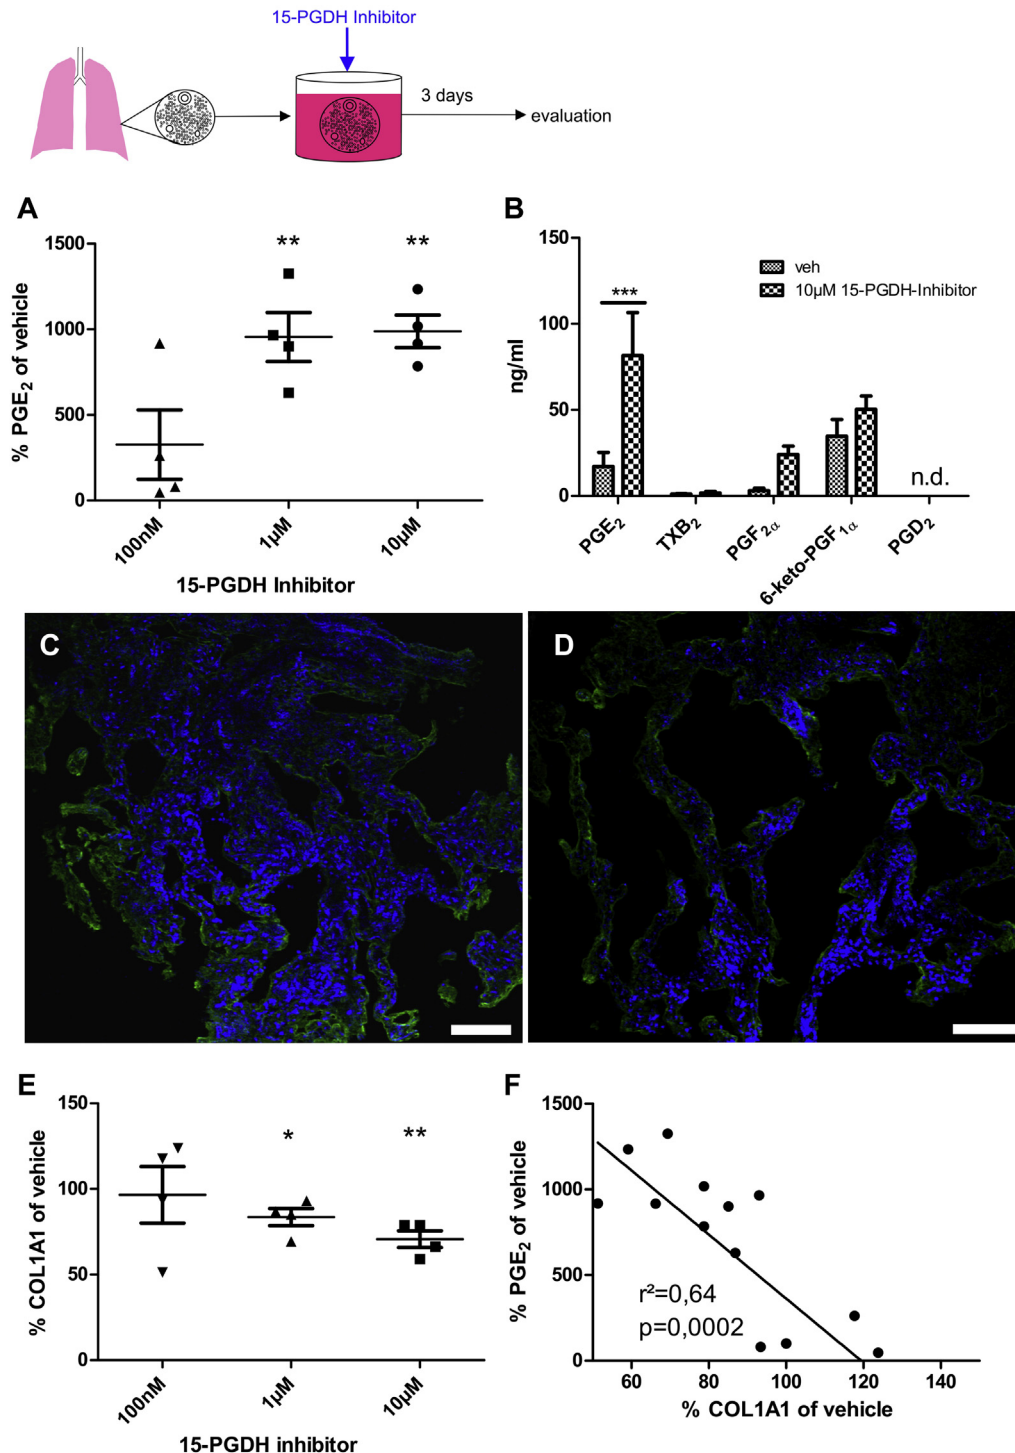 15-PGDH Inhibitor
3 days
evaluation
A
% PGE₂ of vehicle
1500
1000
500
0
** **
100nM 1µM 10µM
15-PGDH Inhibitor
B
ng/ml
150
100
50
0
veh
10µM 15-PGDH-Inhibitor
***
n.d.
PGE₂ TXB₂ PGF₂α 6-keto-PGF₁α PGD₂
C
D
E
% COL1A1 of vehicle
150
100
50
0
* **
100nM 1µM 10µM
15-PGDH inhibitor
F
% PGE₂ of vehicle
1500
1000
500
0
r²=0,64
p=0,0002
60 80 100 120 140
% COL1A1 of vehicle